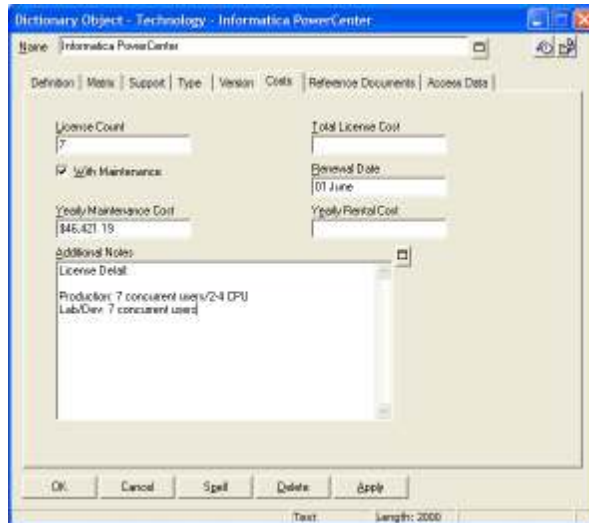 Dictionary Object - Technology - Informatica PowerCenter
Name Informatica PowerCenter
Definition Matrix Support Type Version Costs Reference Documents Access Data
License Count Total License Cost
7
With Maintenance Renewal Date
01 June
Yearly Maintenance Cost Yearly Rental Cost
$46,421.19
Additional Notes
License Detail:
Production: 7 concurrent users/2-4 CPU
Lab/Dev: 7 concurrent users
OK Cancel Spell Delete Apply
Text Length: 2000